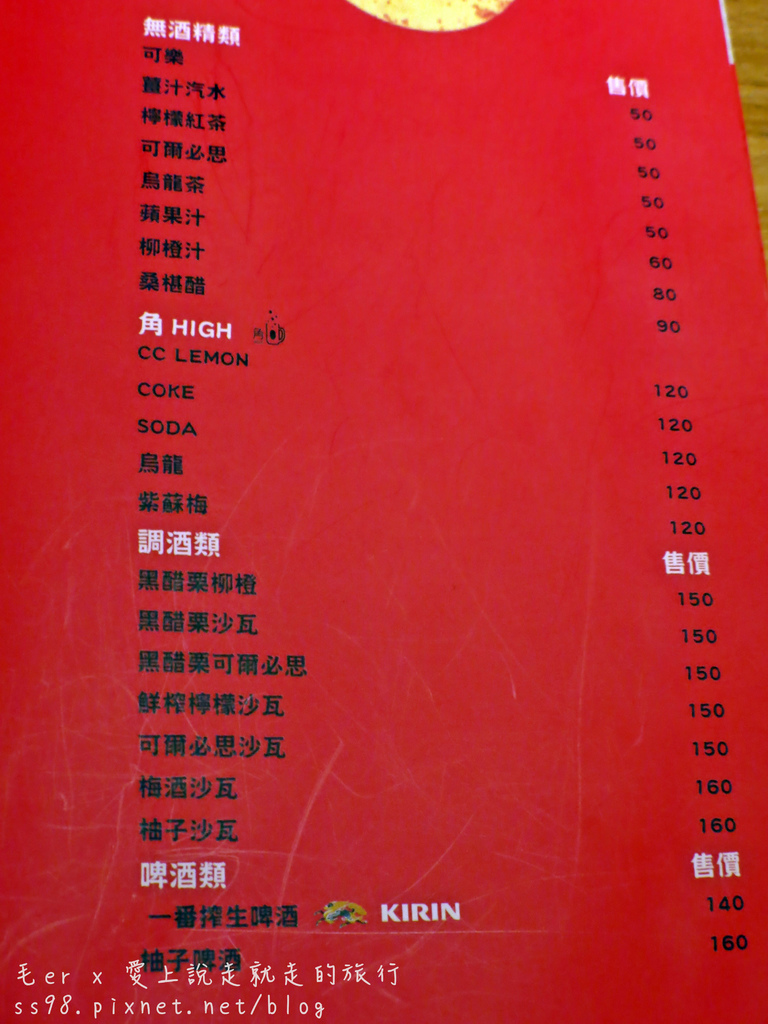 無酒精類 售價
可樂 50
薑汁汽水 50
檸檬紅茶 50
可爾必思 50
烏龍茶 50
蘋果汁 60
柳橙汁 80
桑椹醋 90
角 HIGH 角
CC LEMON 120
COKE 120
SODA 120
烏龍 120
紫蘇梅 120
調酒類 售價
黑醋栗柳橙 150
黑醋栗沙瓦 150
黑醋栗可爾必思 150
鮮榨檸檬沙瓦 150
可爾必思沙瓦 150
梅酒沙瓦 160
柚子沙瓦 160
啤酒類 售價
一番搾生啤酒 KIRIN 140
柚子啤酒 160
毛er x 愛上說走就走的旅行
ss98.pixnet.net/blog